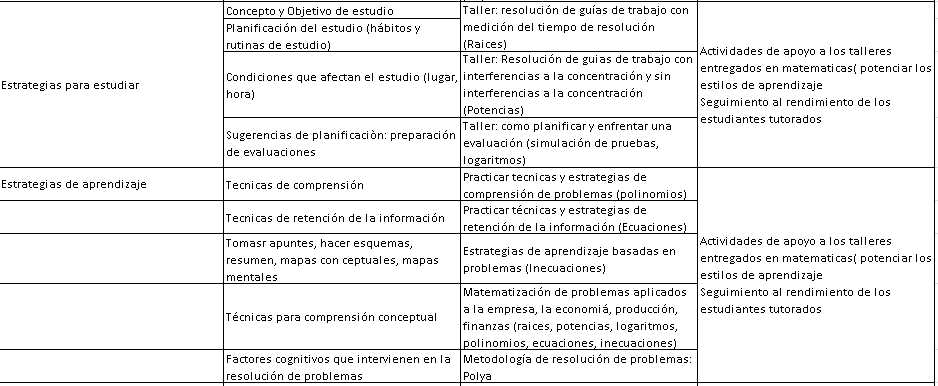 Estrategias para estudiar
Concepto y Objetivo de estudio
Planificación del estudio (hábitos y
rutinas de estudio)
Taller: resolución de guías de trabajo con
medición del tiempo de resolución
(Raices)
Condiciones que afectan el estudio (lugar,
hora)
Taller: Resolución de guias de trabajo con
interferencias a la concentración y sin
interferencias a la concentración
(Potencias)
Sugerencias de planificaciòn: preparación
de evaluaciones
Taller: como planificar y enfrentar una
evaluación (simulación de pruebas,
logaritmos)
Actividades de apoyo a los talleres
entregados en matematicas( potenciar los
estilos de aprendizaje
Seguimiento al rendimiento de los
estudiantes tutorados
Estrategias de aprendizaje
Tecnicas de comprensión
Practicar tecnicas y estrategias de
comprensión de problemas (polinomios)
Tecnicas de retención de la información
Practicar técnicas y estrategias de
retención de la información (Ecuaciones)
Tomasr apuntes, hacer esquemas,
resumen, mapas con ceptuales, mapas
mentales
Estrategias de aprendizaje basadas en
problemas (Inecuaciones)
Técnicas para comprensión conceptual
Matematización de problemas aplicados
a la empresa, la economiá, producción,
finanzas (raices, potencias, logaritmos,
polinomios, ecuaciones, inecuaciones)
Factores cognitivos que intervienen en la
resolución de problemas
Metodología de resolución de problemas:
Polya
Actividades de apoyo a los talleres
entregados en matematicas( potenciar los
estilos de aprendizaje
Seguimiento al rendimiento de los
estudiantes tutorados